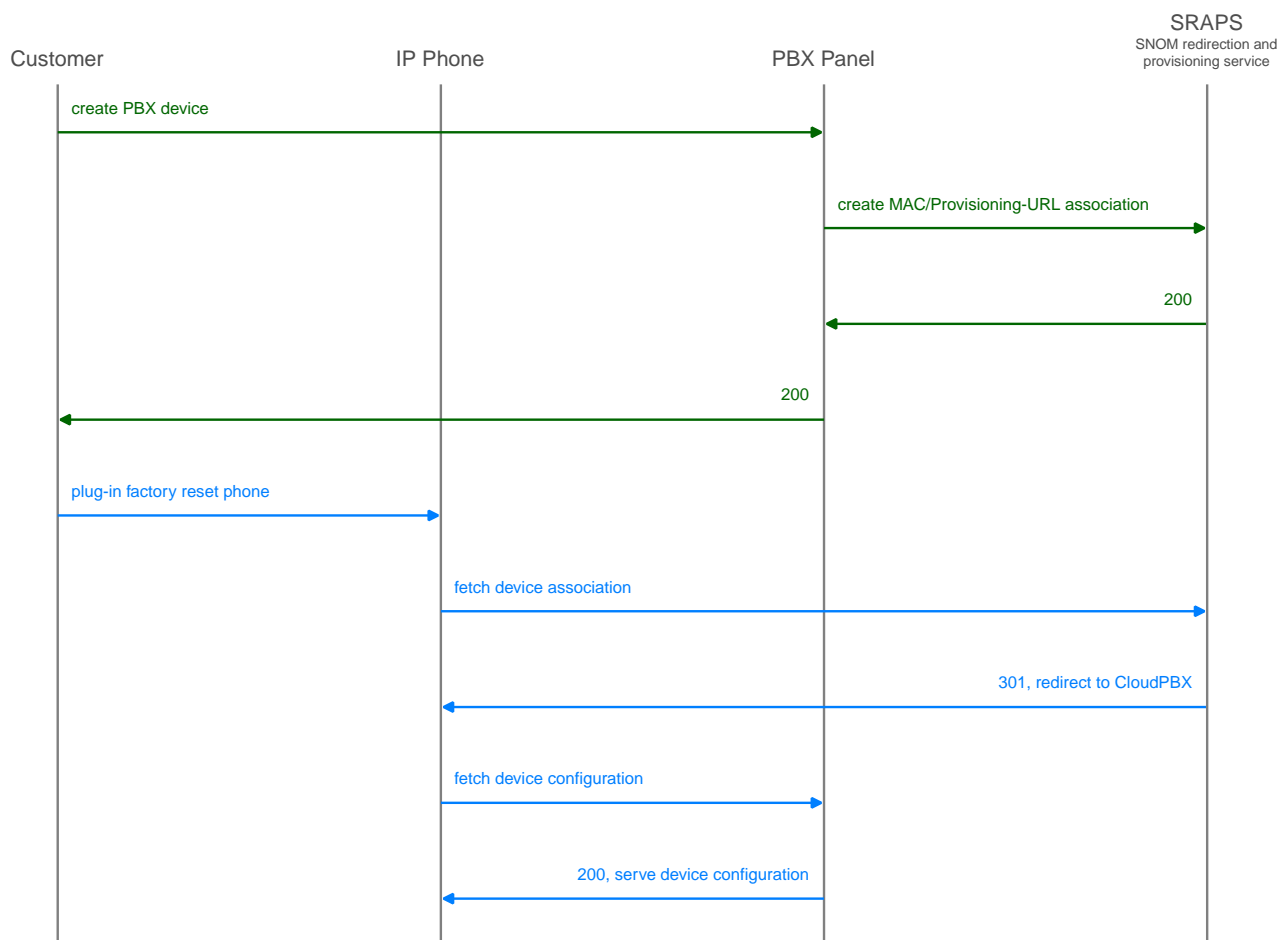 SRAPS
SNOM redirection and
provisioning service
Customer
IP Phone
PBX Panel
create PBX device
create MAC/Provisioning-URL association
200
200
plug-in factory reset phone
fetch device association
301, redirect to CloudPBX
fetch device configuration
200, serve device configuration